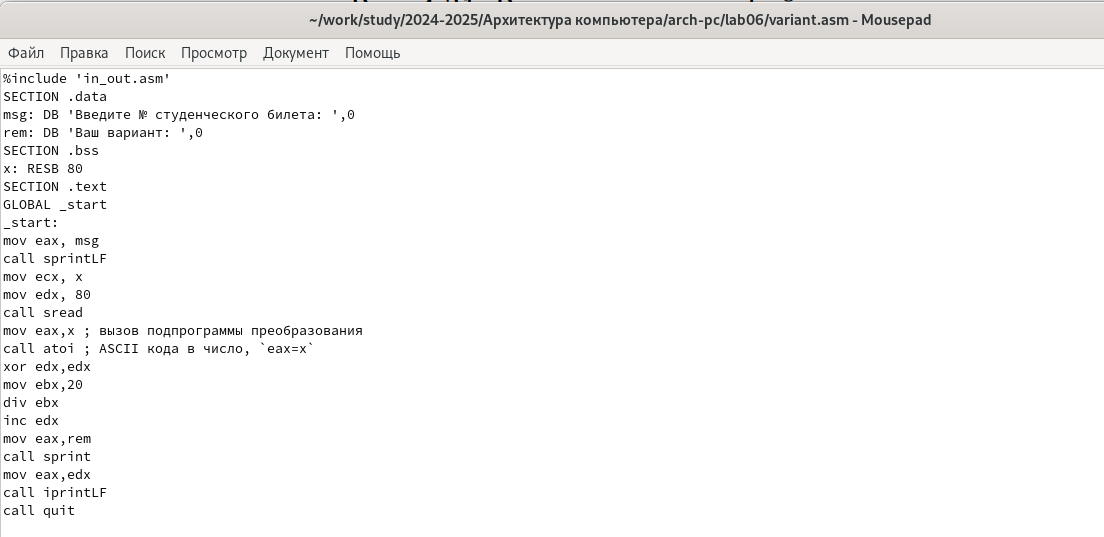 ~/work/study/2024-2025/Архитектура компьютера/arch-pc/lab06/variant.asm - Mousepad
Файл Правка Поиск Просмотр Документ Помощь
%include 'in_out.asm'
SECTION .data
msg: DB 'Введите № студенческого билета: ',0
rem: DB 'Ваш вариант: ',0
SECTION .bss
x: RESB 80
SECTION .text
GLOBAL _start
_start:
mov eax, msg
call sprintLF
mov ecx, x
mov edx, 80
call sread
mov eax,x ; вызов подпрограммы преобразования
call atoi ; ASCII кода в число, `eax=x`
xor edx,edx
mov ebx,20
div ebx
inc edx
mov eax,rem
call sprint
mov eax,edx
call iprintLF
call quit